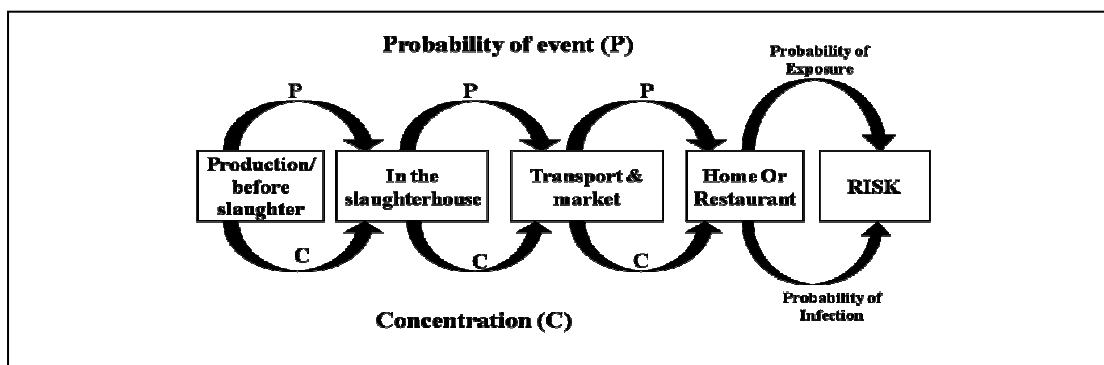 Probability of event (P)
Probability of
Exposure
P
P
P
Production/
before
slaughter
In the
slaughterhouse
Transport &
market
Home Or
Restaurant
RISK
C
C
C
Probability of
Infection
Concentration (C)